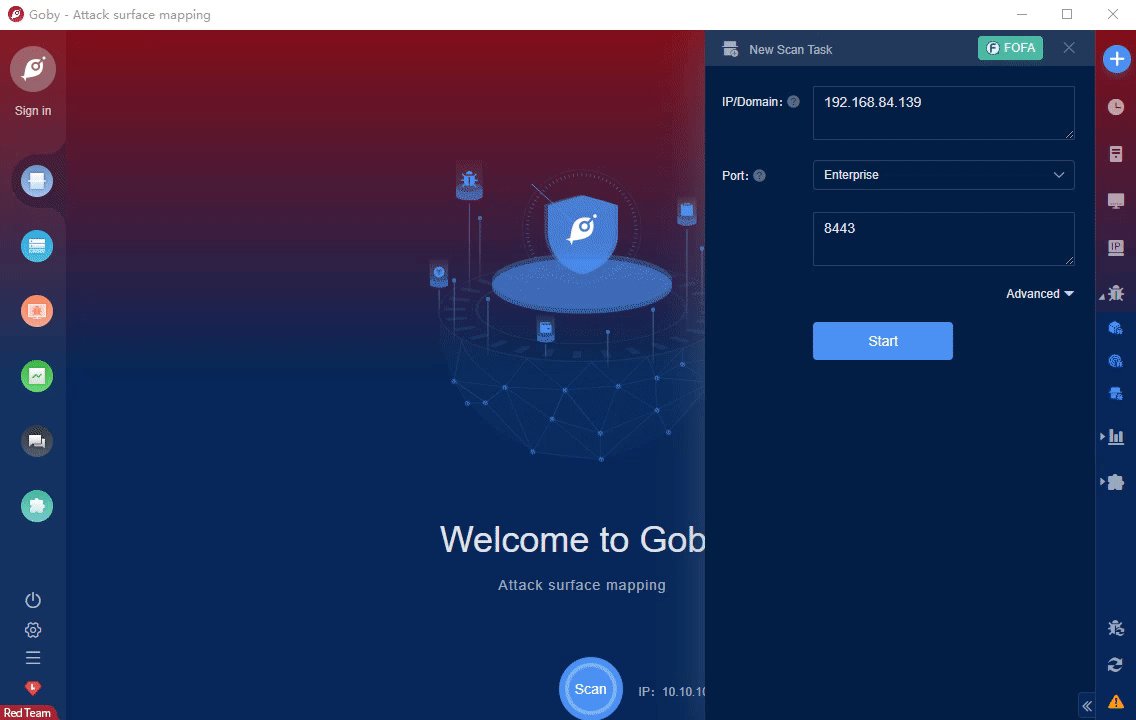 Goby - Attack surface mapping
Sign in
New Scan Task
FOFA
IP/Domain:
192.168.84.139
Port:
Enterprise
8443
Advanced
Start
IP
Welcome to Gob
Attack surface mapping
Scan
IP: 10.10.10
Red Team